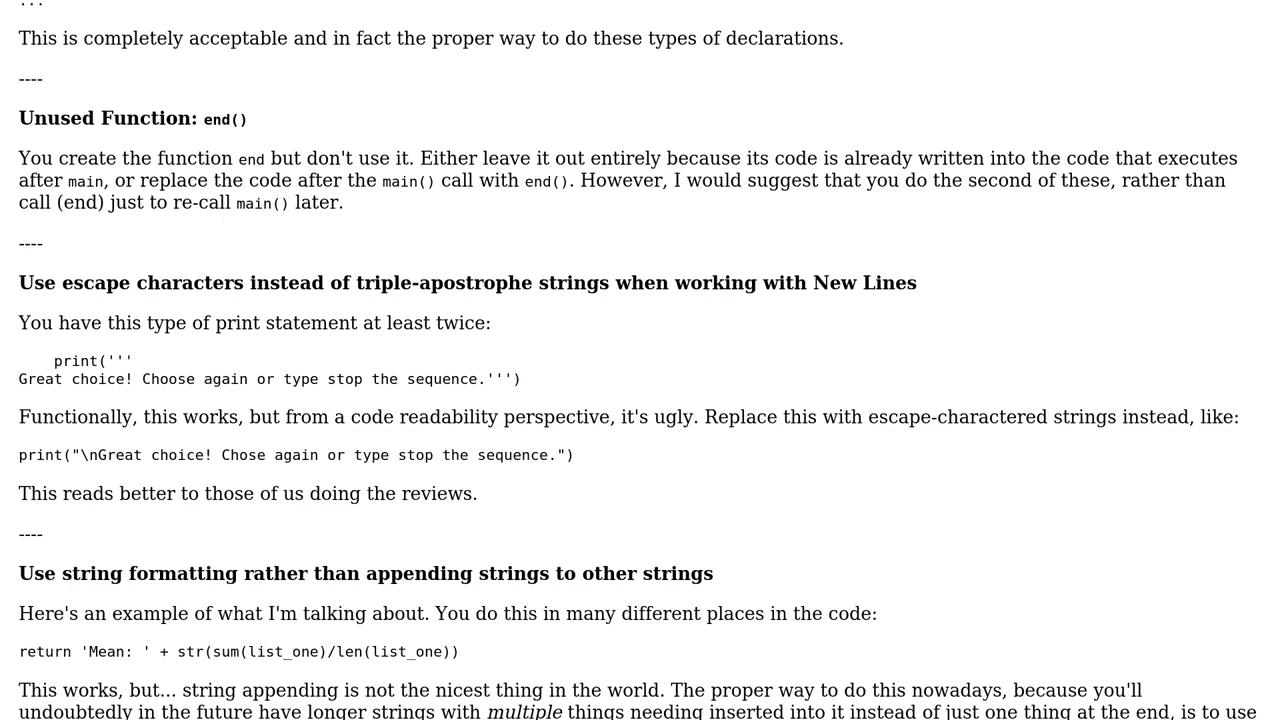 ...
This is completely acceptable and in fact the proper way to do these types of declarations.
----
Unused Function: end()
You create the function end but don't use it. Either leave it out entirely because its code is already written into the code that executes
after main, or replace the code after the main() call with end(). However, I would suggest that you do the second of these, rather than
call (end) just to re-call main() later.
----
Use escape characters instead of triple-apostrophe strings when working with New Lines
You have this type of print statement at least twice:
    print('''
Great choice! Choose again or type stop the sequence.''')
Functionally, this works, but from a code readability perspective, it's ugly. Replace this with escape-charactered strings instead, like:
print("\nGreat choice! Chose again or type stop the sequence.")
This reads better to those of us doing the reviews.
----
Use string formatting rather than appending strings to other strings
Here's an example of what I'm talking about. You do this in many different places in the code:
return 'Mean: ' + str(sum(list_one)/len(list_one))
This works, but... string appending is not the nicest thing in the world. The proper way to do this nowadays, because you'll
undoubtedly in the future have longer strings with multiple things needing inserted into it instead of just one thing at the end, is to use